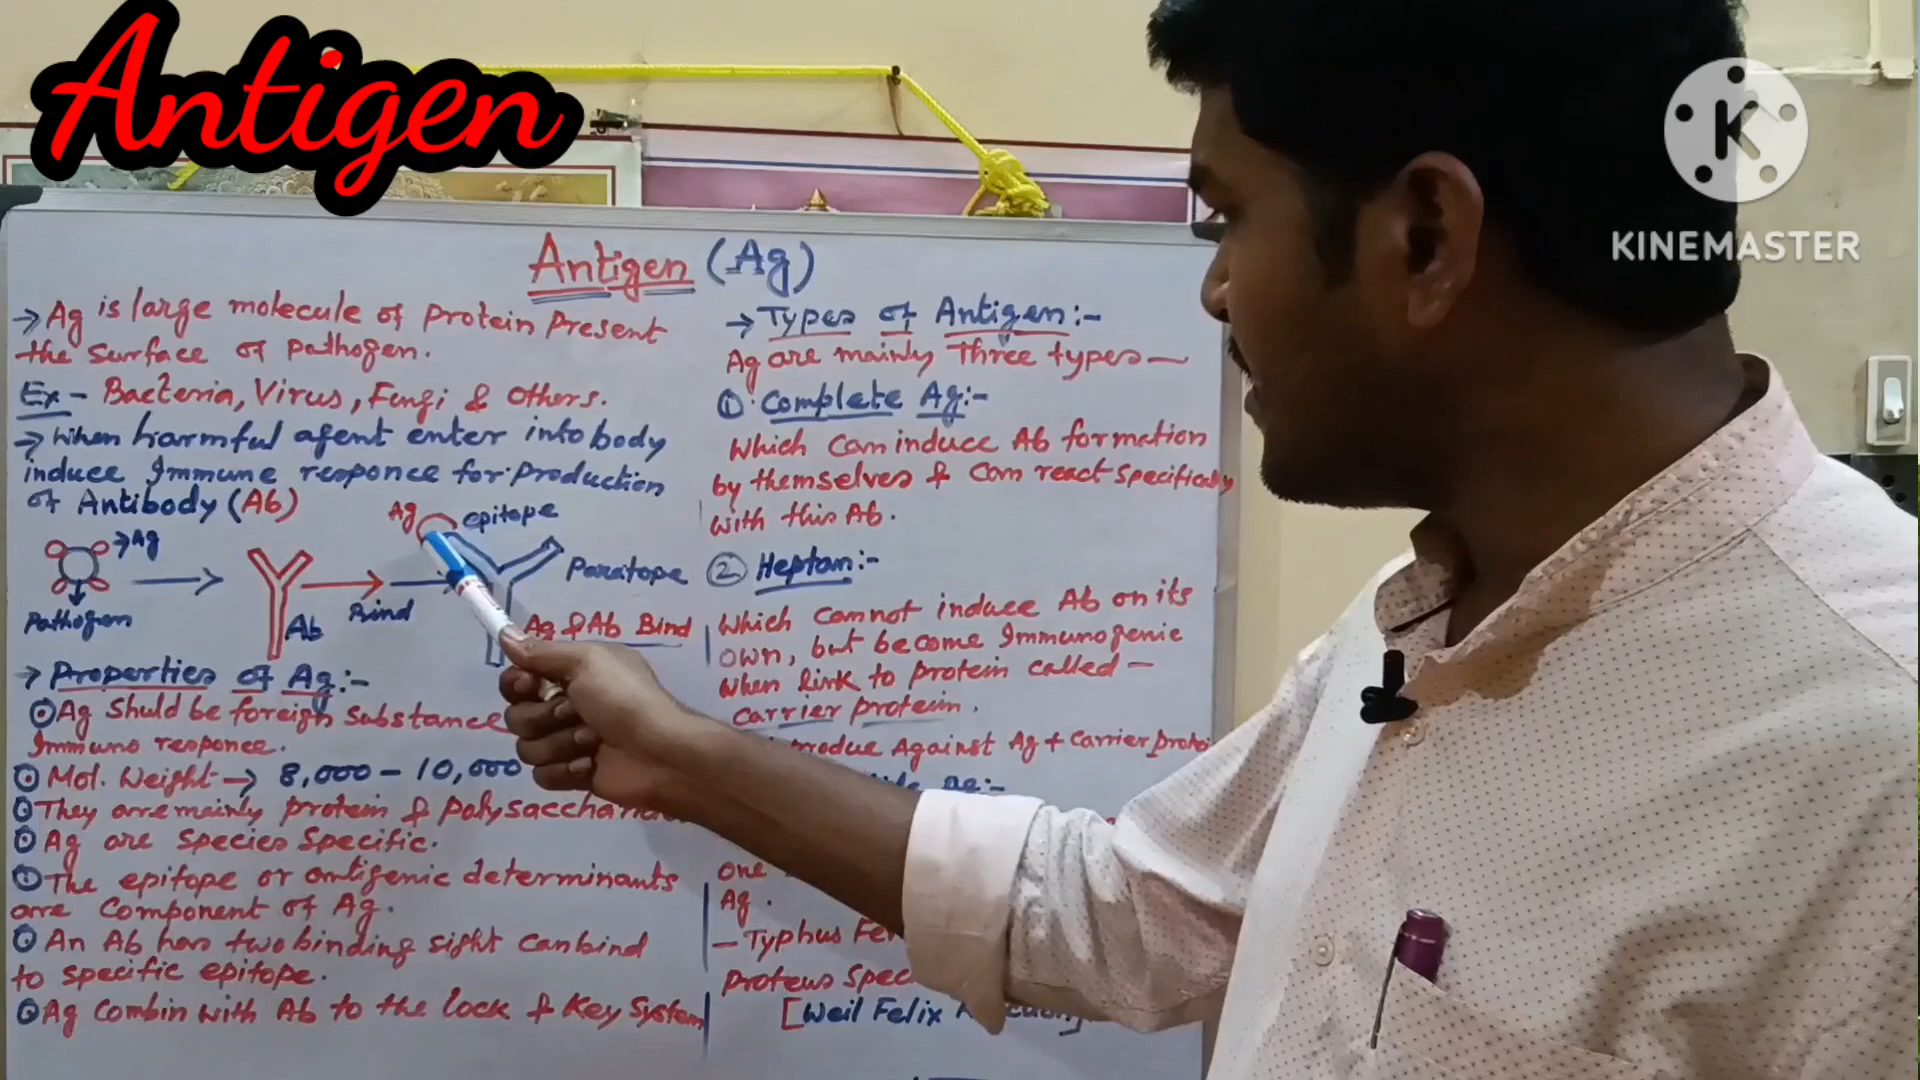 Antigen
KINEMASTER
Antigen (Ag)
→ Ag is large molecule of Protein Present
the Surface of Pathogen.
Ex- Bacteria, Virus, Fungi & Others.
→ When harmful agent enter into body
induce Immune responce for Production
of Antibody (Ab)
Ag
epitope
→Ag
Paratope
Pathogen
Ab
Bind
Ag & Ab Bind
→ Properties of Ag:-
Ag Shuld be foreign Substance
Immuno responce.
Mol. Weight → 8,000 - 10,000
They are mainly protein & Polysaccha
Ag are Species Specific.
The epitope or antigenic determinants
are Component of Ag.
An Ab has two binding sight can bind
to specific epitope.
Ag Combin with Ab to the lock & Key System
→ Types of Antigen:-
Ag are mainly Three types—
① Complete Ag:-
Which can induce Ab formation
by themselves & Can react Specifically
with this Ab.
② Heptan:-
Which cannot induce Ab on its
own, but become Immunogenic
when link to protein called —
carrier protein.
produe Against Ag + Carrier Prote
Ag:-
one
Ag.
- Typhus Fe
Proteus Spec
[Weil Felix